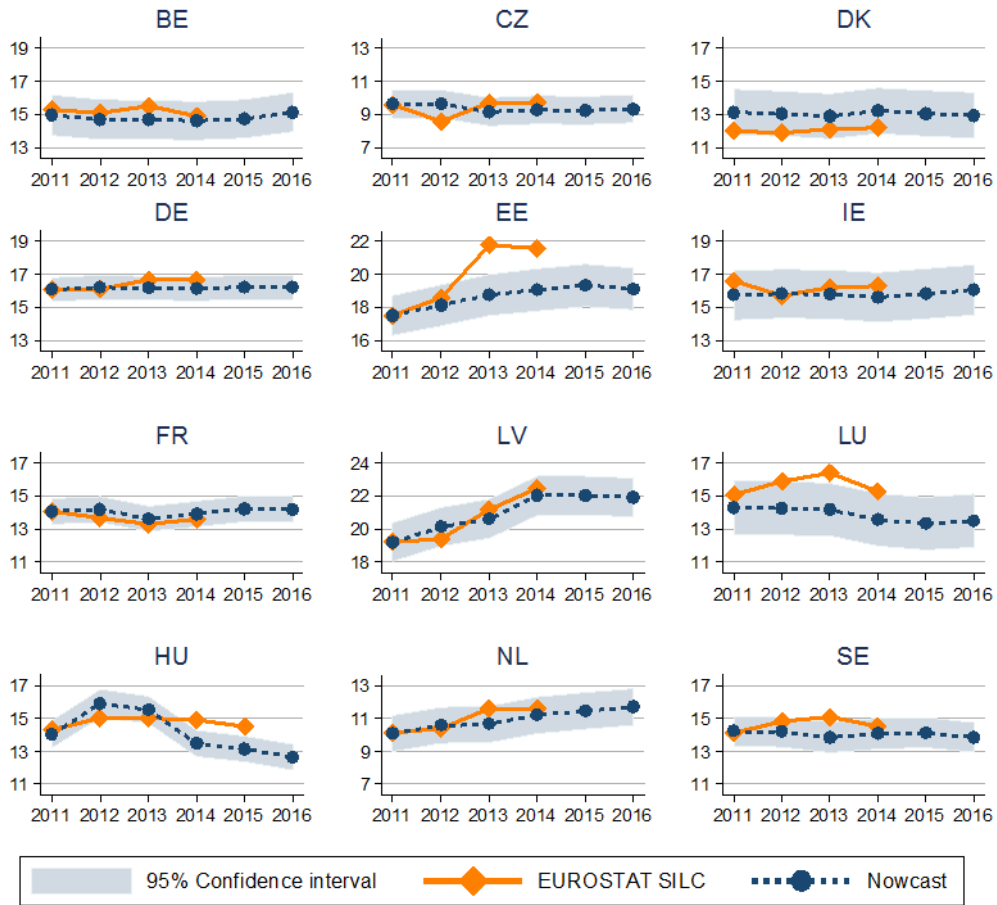 BE CZ DK
19 13 17
17 11 15
15 9 13
13 7 11
2011 2012 2013 2014 2015 2016 2011 2012 2013 2014 2015 2016 2011 2012 2013 2014 2015 2016
DE EE IE
19 22 19
17 20 17
15 18 15
13 16 13
2011 2012 2013 2014 2015 2016 2011 2012 2013 2014 2015 2016 2011 2012 2013 2014 2015 2016
FR LV LU
17 24 17
15 22 15
13 20 13
11 18 11
2011 2012 2013 2014 2015 2016 2011 2012 2013 2014 2015 2016 2011 2012 2013 2014 2015 2016
HU NL SE
17 13 17
15 11 15
13 9 13
11 7 11
2011 2012 2013 2014 2015 2016 2011 2012 2013 2014 2015 2016 2011 2012 2013 2014 2015 2016
95% Confidence interval EUROSTAT SILC Nowcast